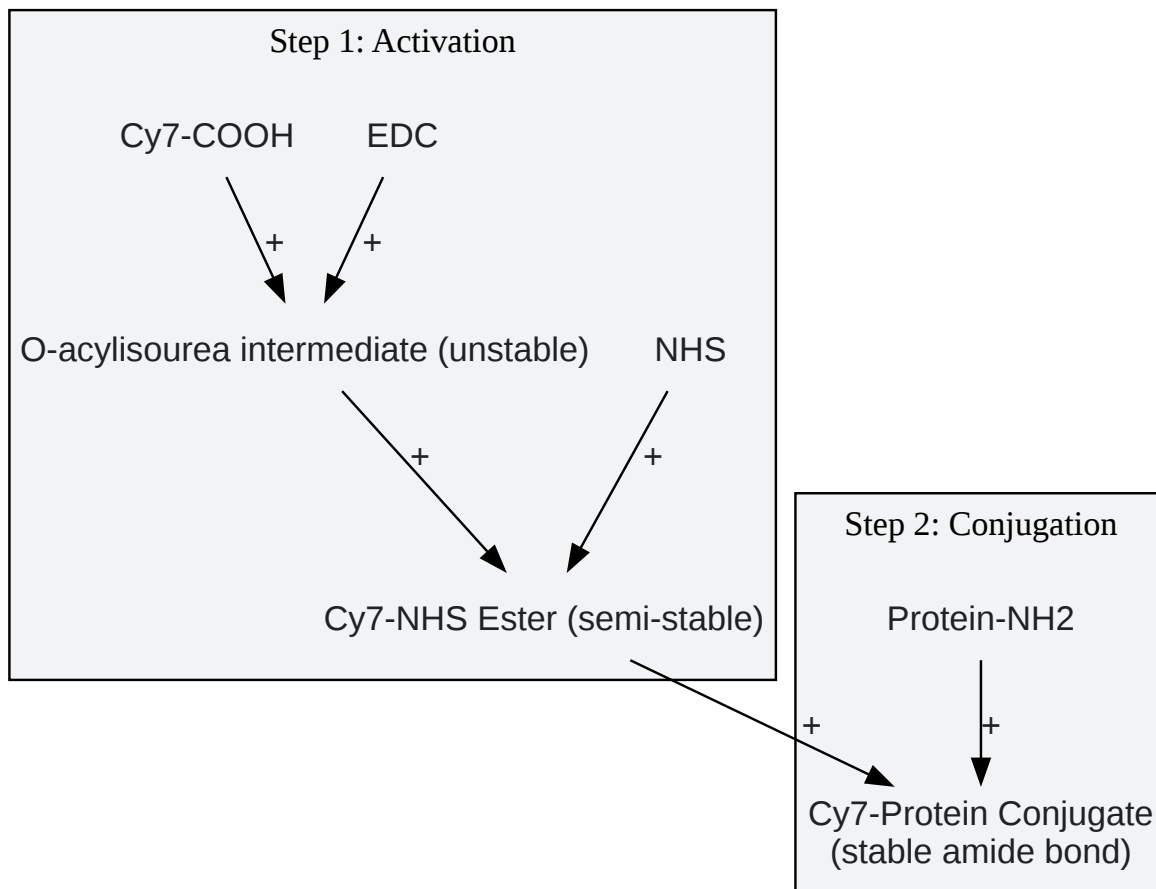 Step 1: Activation
Cy7-COOH
EDC
+
+
O-acylisourea intermediate (unstable)
NHS
+
+
Cy7-NHS Ester (semi-stable)
Step 2: Conjugation
Protein-NH2
+
+
Cy7-Protein Conjugate
(stable amide bond)